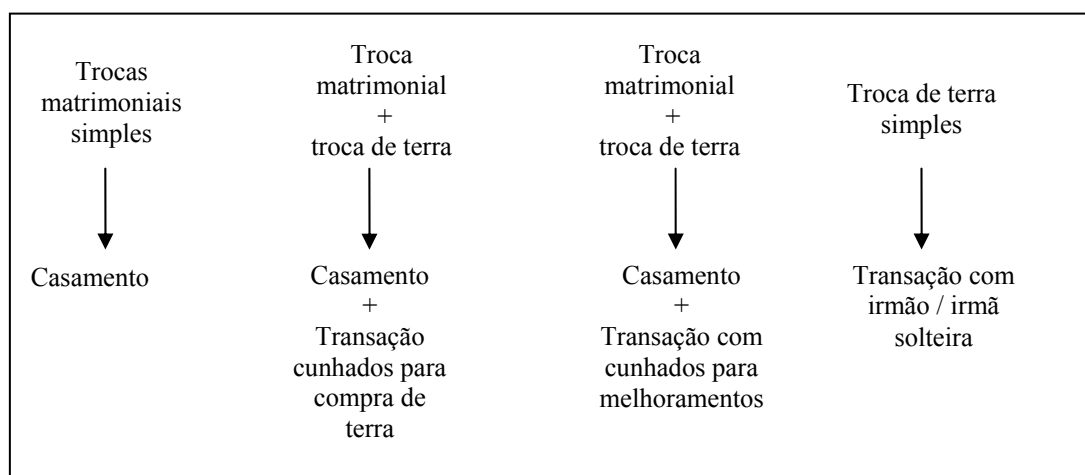 Trocas
matrimoniais
simples
Troca
matrimonial
+
troca de terra
Troca
matrimonial
+
troca de terra
Troca de terra
simples
Casamento
Casamento
+
Transação
cunhados para
compra de
terra
Casamento
+
Transação com
cunhados para
melhoramentos
Transação com
irmão / irmã
solteira